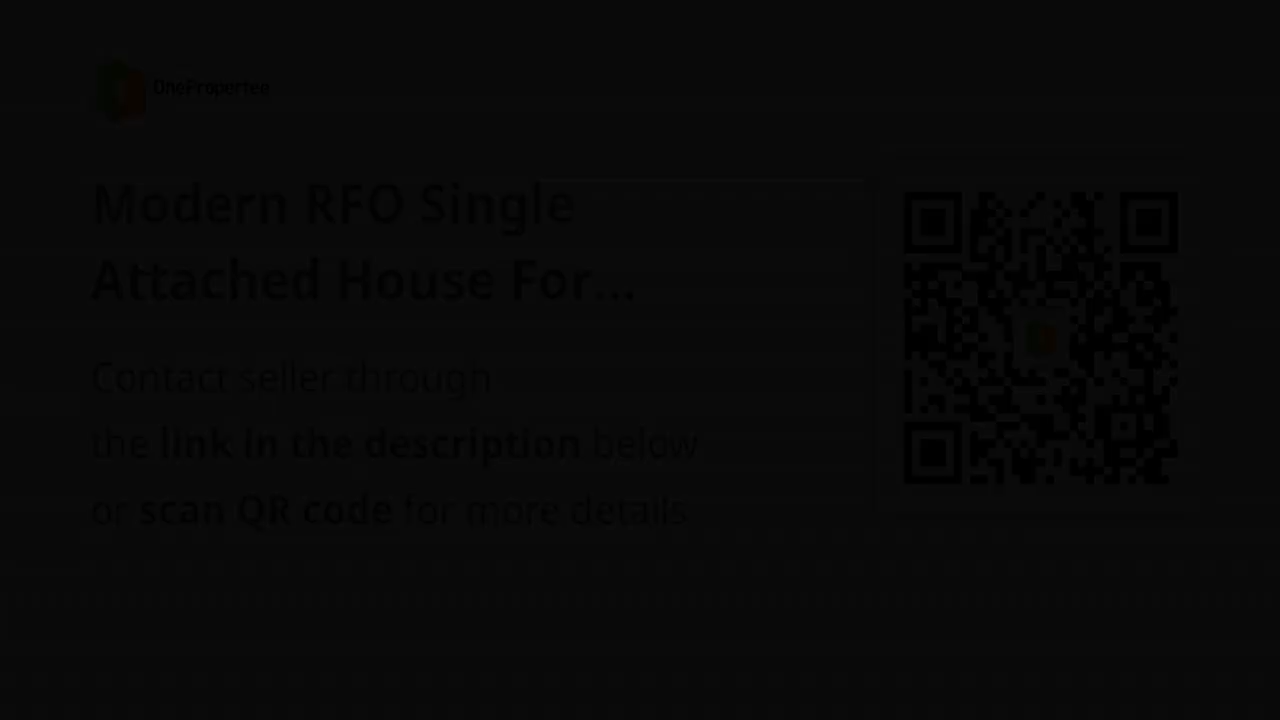 OnePropertee
Modern RFO Single
Attached House For...
Contact seller through
the link in the description below
or scan QR code for more details